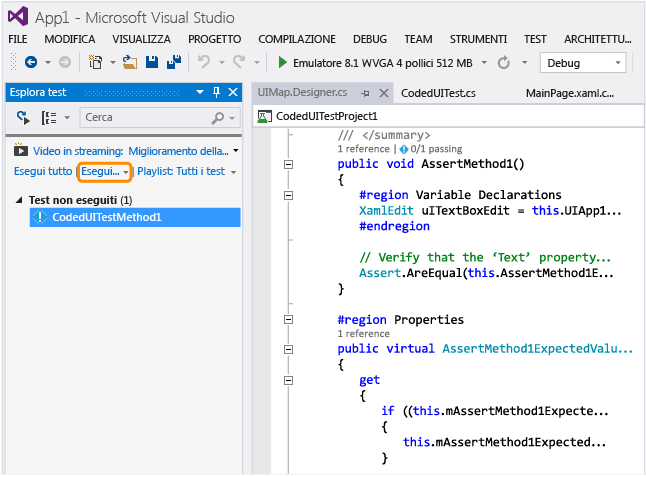 App1 - Microsoft Visual Studio
FILE MODIFICA VISUALIZZA PROGETTO COMPILAZIONE DEBUG TEAM STRUMENTI TEST ARCHITETTU...
Emulatore 8.1 WVGA 4 pollici 512 MB Debug
Esplora test
Cerca
Video in streaming: Miglioramento della...
Esegui tutto | Esegui... | Playlist: Tutti i test
Test non eseguiti (1)
CodedUITestMethod1
UIMap.Designer.cs CodedUITest.cs MainPage.xaml.c...
CodedUITestProject1
/// </summary>
1 reference | 0/1 passing
public void AssertMethod1()
{
#region Variable Declarations
XamlEdit uITextBoxEdit = this.UIApp1...
#endregion
// Verify that the ‘Text’ property...
Assert.AreEqual(this.AssertMethod1E...
}
#region Properties
1 reference
public virtual AssertMethod1ExpectedValu...
{
get
{
if ((this.mAssertMethod1Expecte...
{
this.mAssertMethod1Expected...
}